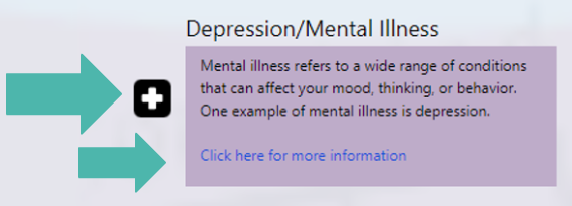 Depression/Mental Illness
Mental illness refers to a wide range of conditions
that can affect your mood, thinking, or behavior.
One example of mental illness is depression.
Click here for more information